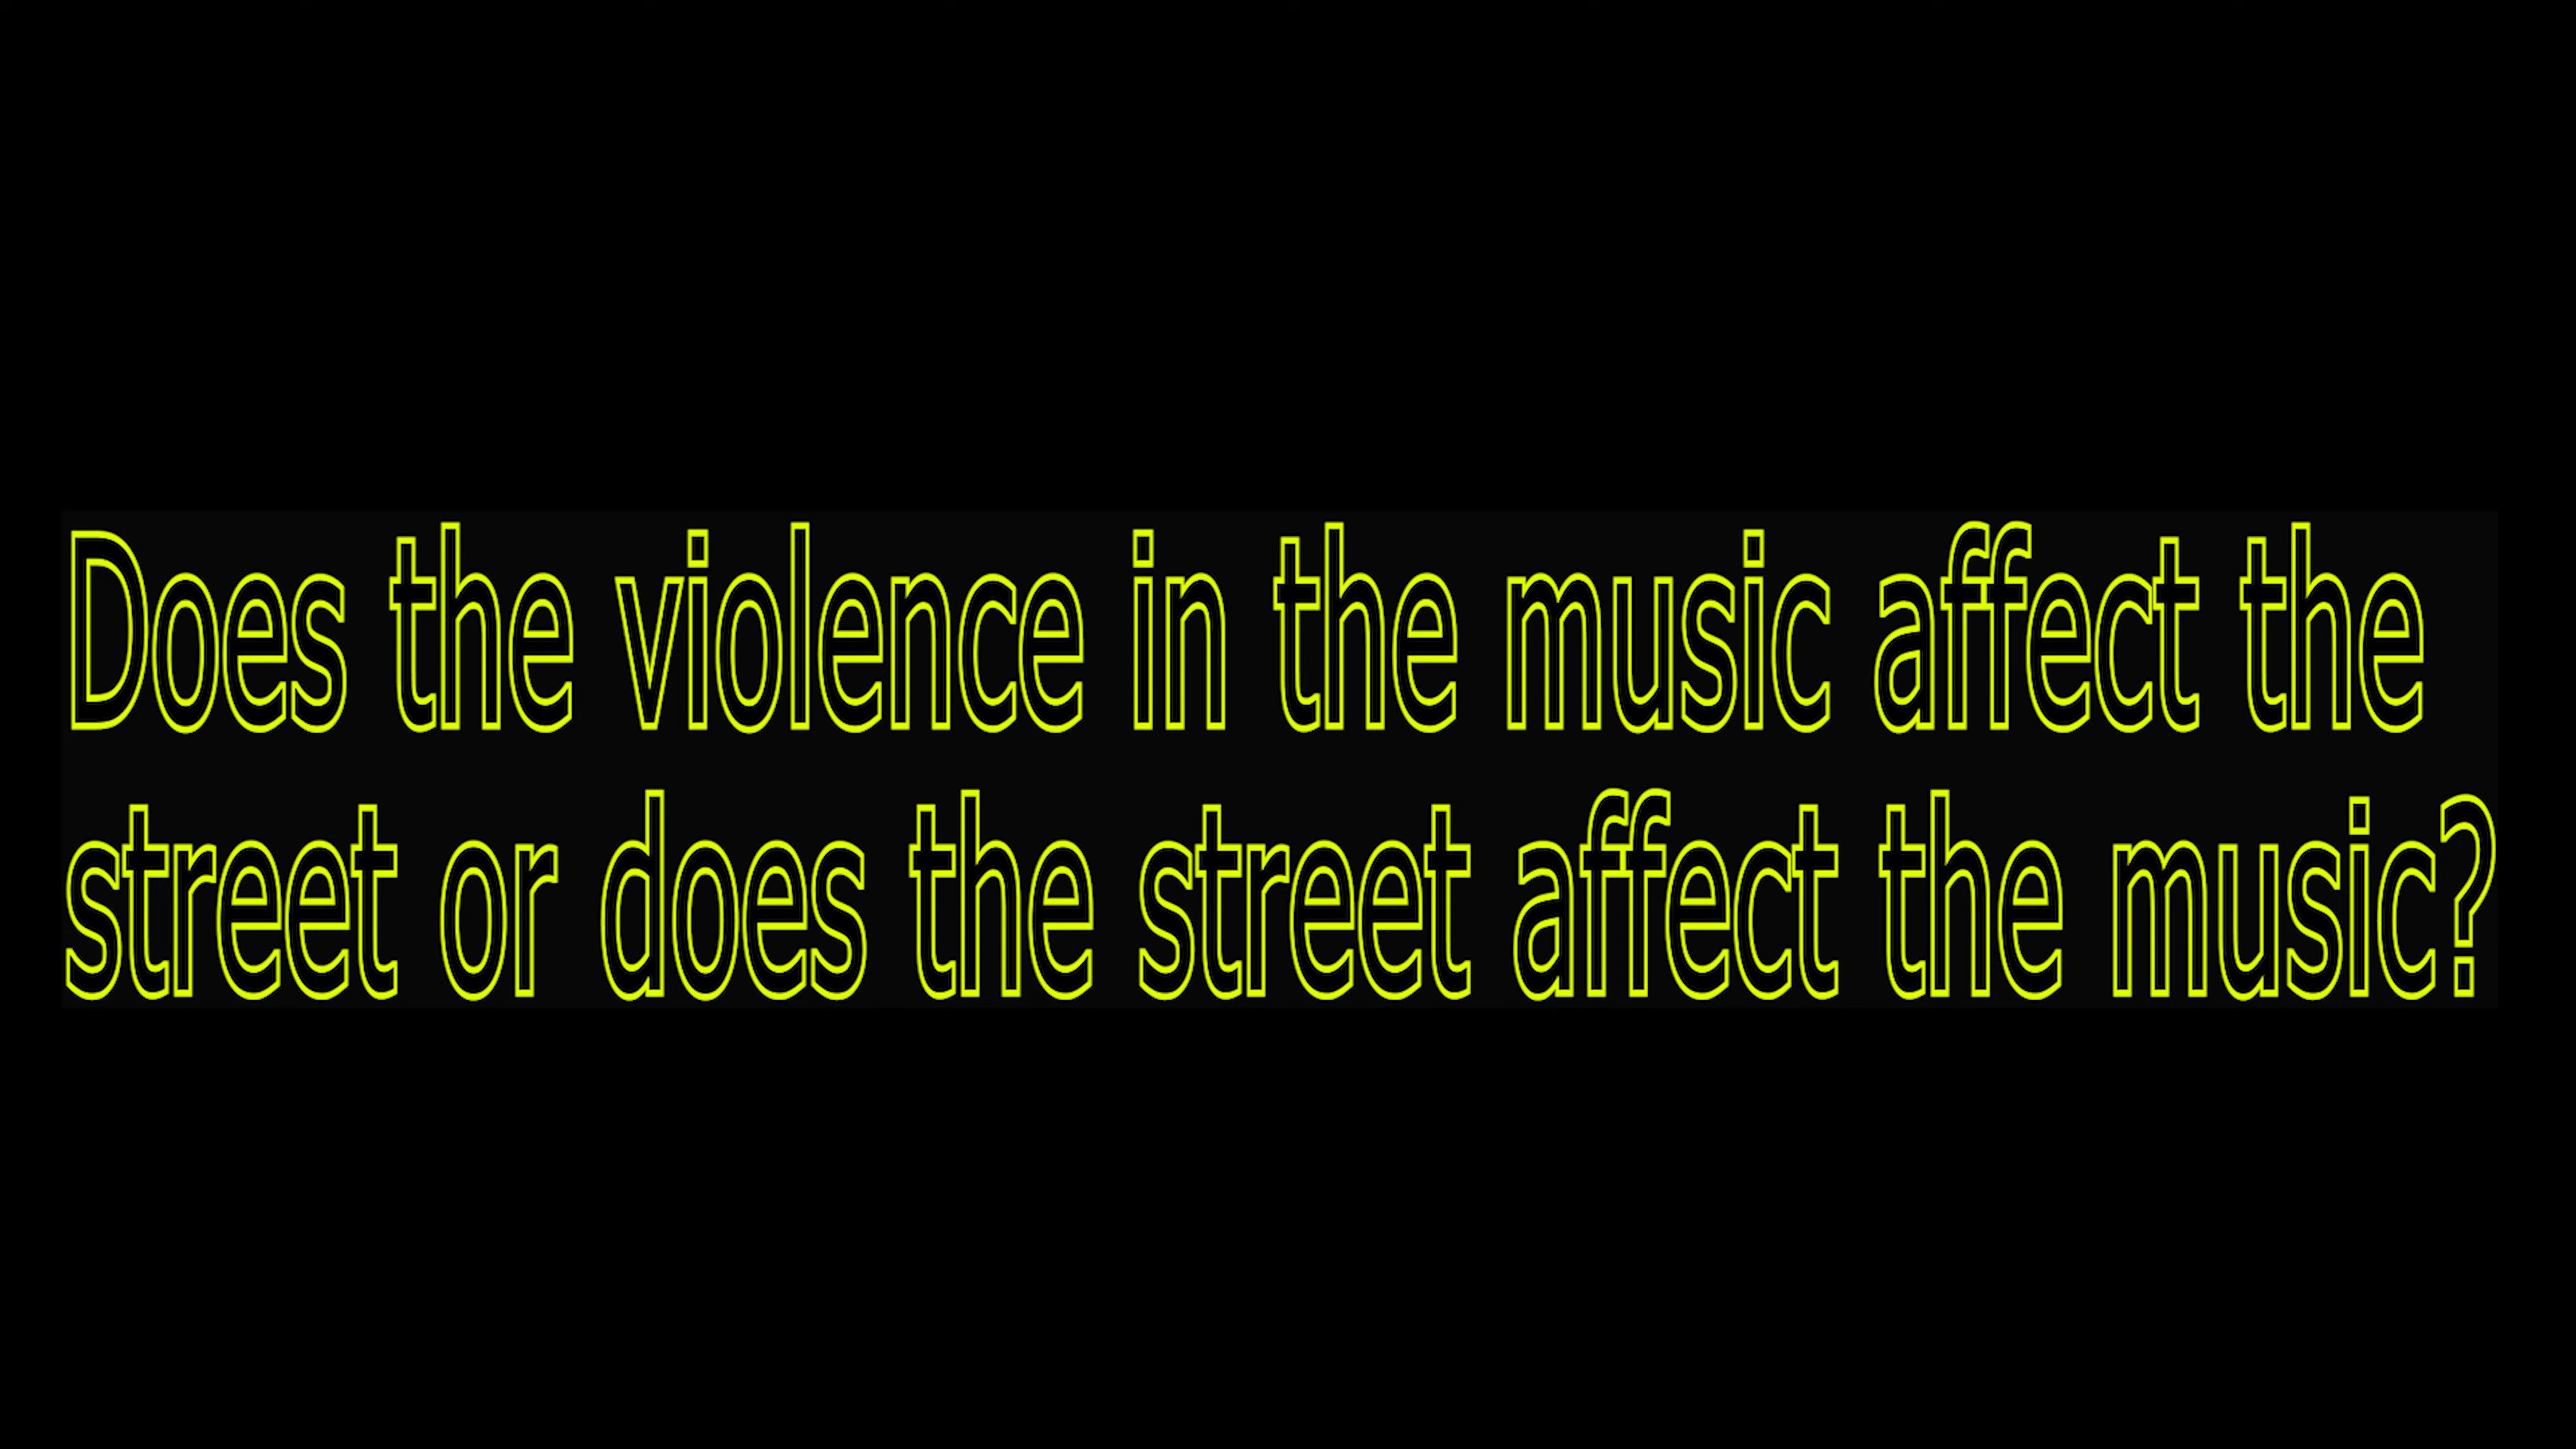 Does the violence in the music affect the
street or does the street affect the music?